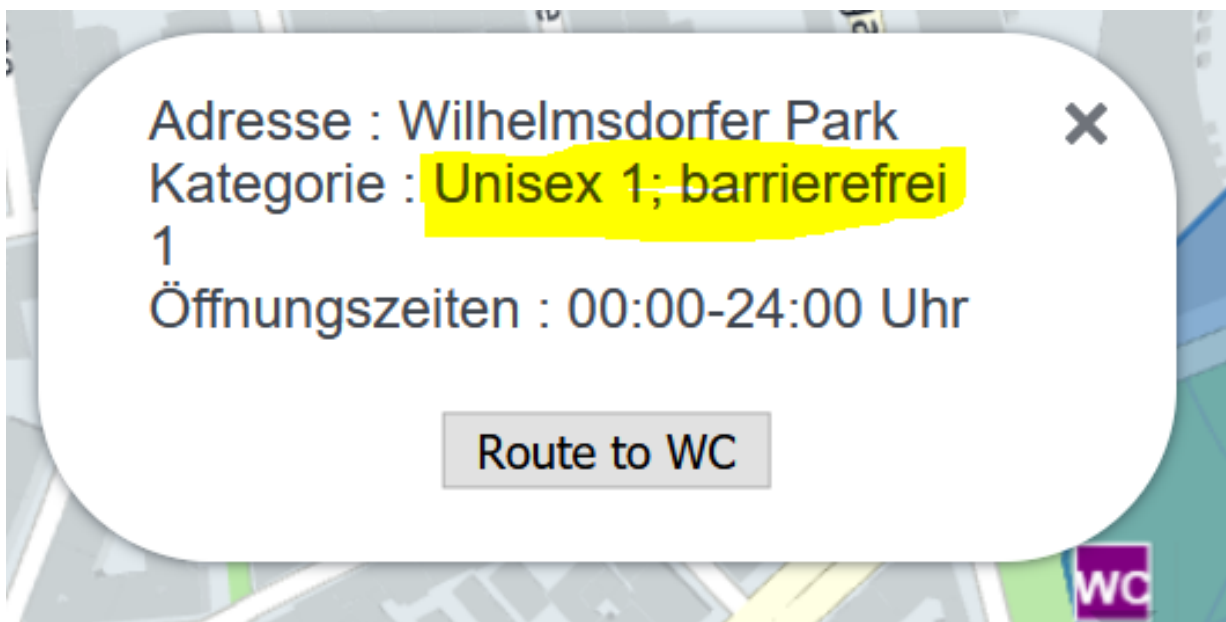 Adresse : Wilhelmsdorfer Park
Kategorie : Unisex 1; barrierefrei
1
Öffnungszeiten : 00:00-24:00 Uhr
Route to WC
WC